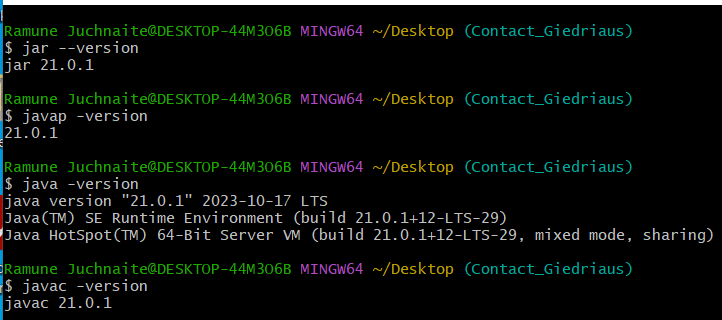 Ramune Juchnaite@DESKTOP-44M3O6B MINGW64 ~/Desktop (Contact_Giedriaus)
$ jar --version
jar 21.0.1
Ramune Juchnaite@DESKTOP-44M3O6B MINGW64 ~/Desktop (Contact_Giedriaus)
$ javap -version
21.0.1
Ramune Juchnaite@DESKTOP-44M3O6B MINGW64 ~/Desktop (Contact_Giedriaus)
$ java -version
java version "21.0.1" 2023-10-17 LTS
Java(TM) SE Runtime Environment (build 21.0.1+12-LTS-29)
Java HotSpot(TM) 64-Bit Server VM (build 21.0.1+12-LTS-29, mixed mode, sharing)
Ramune Juchnaite@DESKTOP-44M3O6B MINGW64 ~/Desktop (Contact_Giedriaus)
$ javac -version
javac 21.0.1